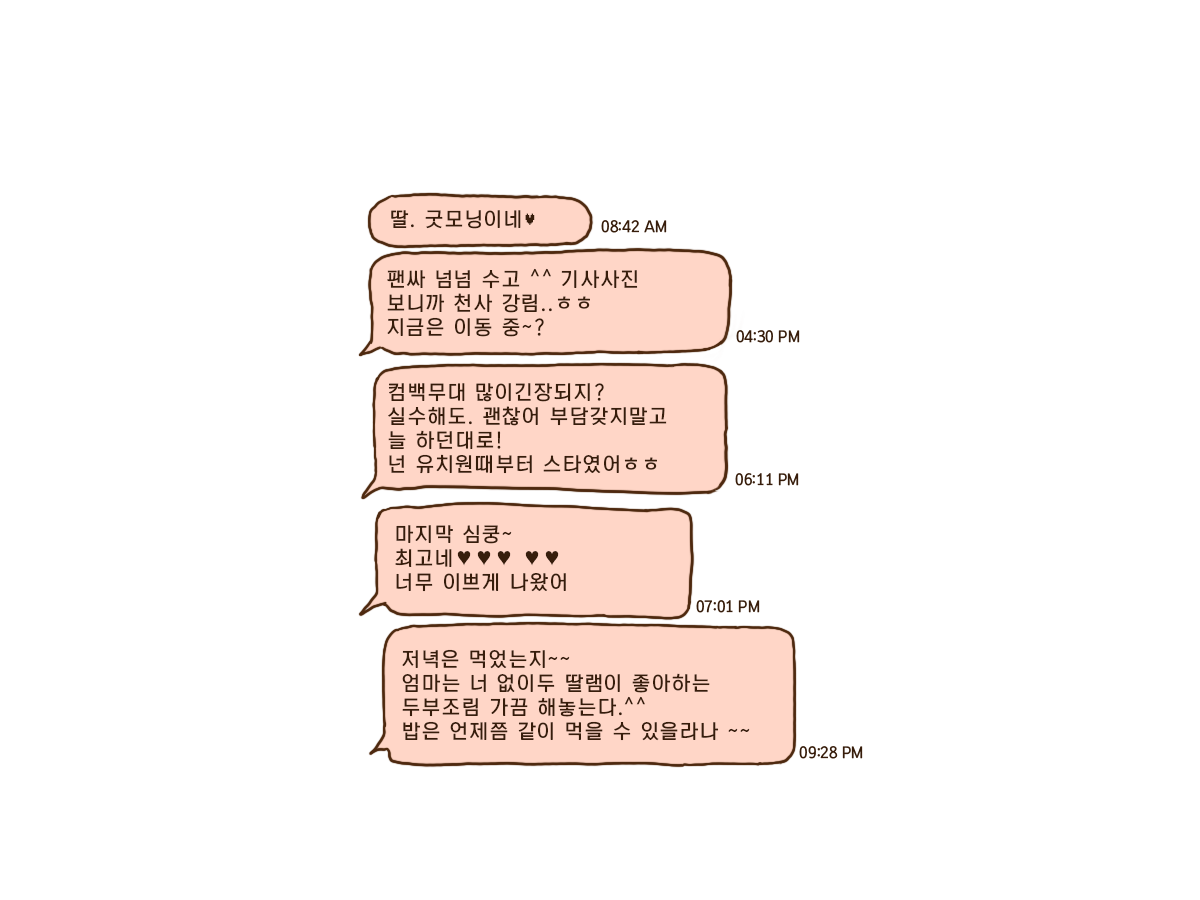 딸. 굿모닝이네♥
08:42 AM
팬싸 넘넘 수고 ^^ 기사사진
보니까 천사 강림..ㅎㅎ
지금은 이동 중~?
04:30 PM
컴백무대 많이긴장되지?
실수해도. 괜찮어 부담갖지말고
늘 하던대로!
넌 유치원때부터 스타였어ㅎㅎ
06:11 PM
마지막 심쿵~
최고네♥♥♥ ♥♥
너무 이쁘게 나왔어
07:01 PM
저녁은 먹었는지~~
엄마는 너 없이두 딸램이 좋아하는
두부조림 가끔 해놓는다.^^
밥은 언제쯤 같이 먹을 수 있을라나 ~~
09:28 PM